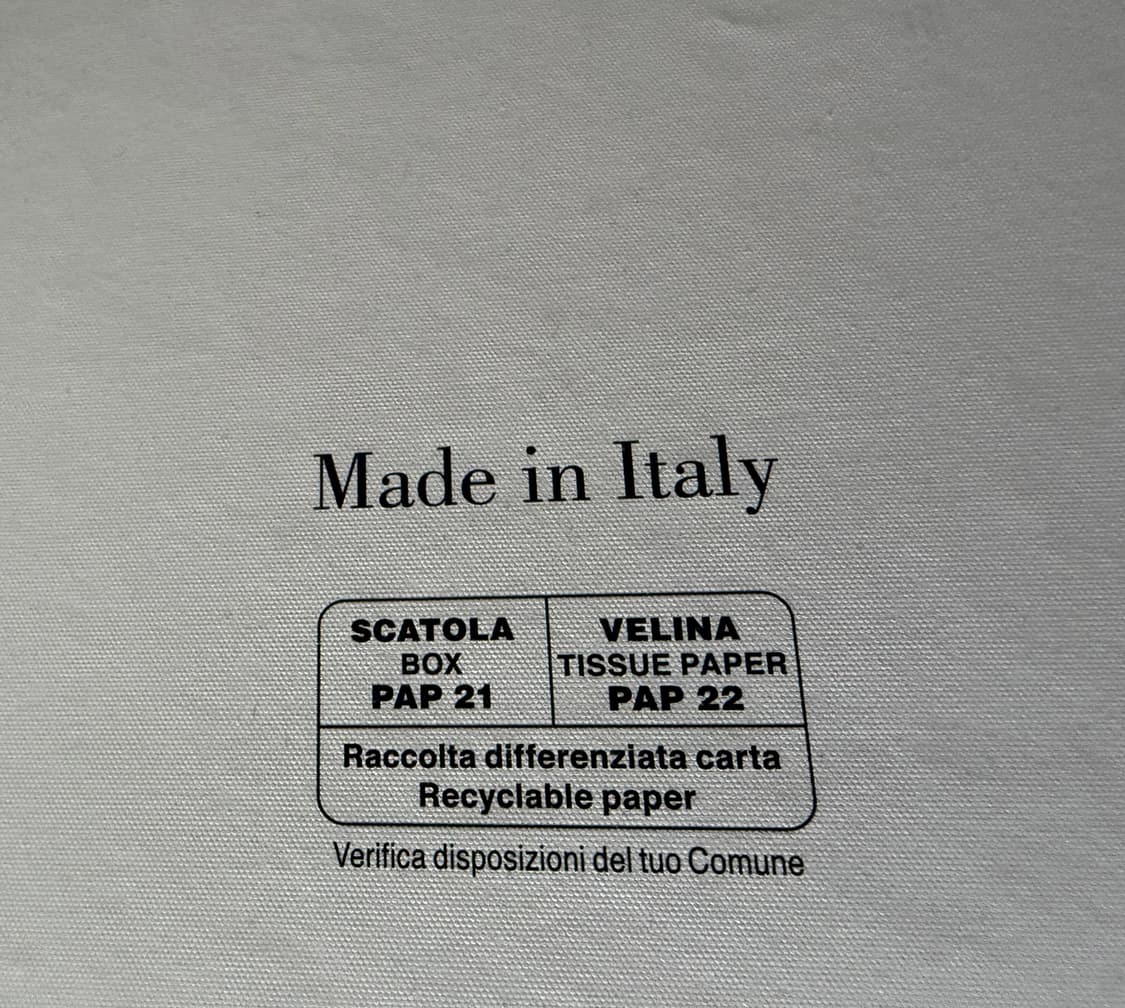 Made in Italy
SCATOLA
BOX
PAP 21
VELINA
TISSUE PAPER
PAP 22
Raccolta differenziata carta
Recyclable paper
Verifica disposizioni del tuo Comune